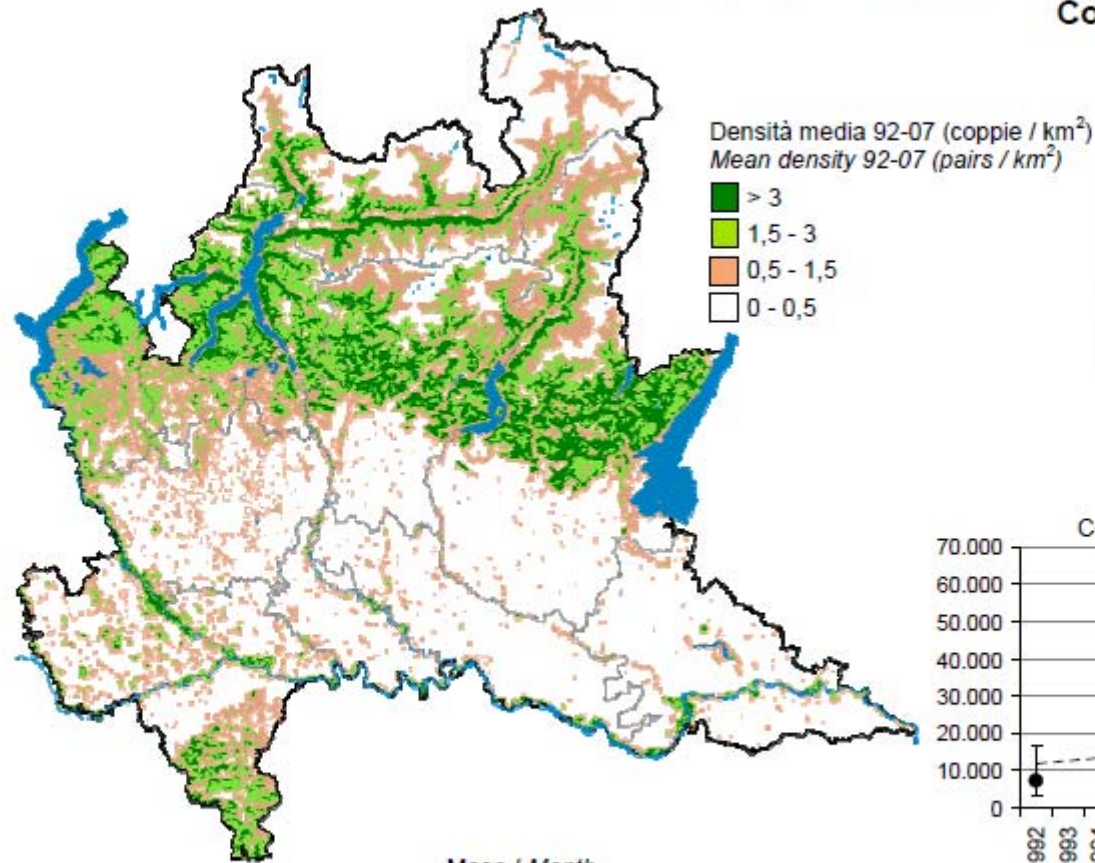 Co
Densità media 92-07 (coppie / km²)
Mean density 92-07 (pairs / km²)
> 3
1,5 - 3
0,5 - 1,5
0 - 0,5
C
70.000
60.000
50.000
40.000
30.000
20.000
10.000
0
992
993
Mese / Month